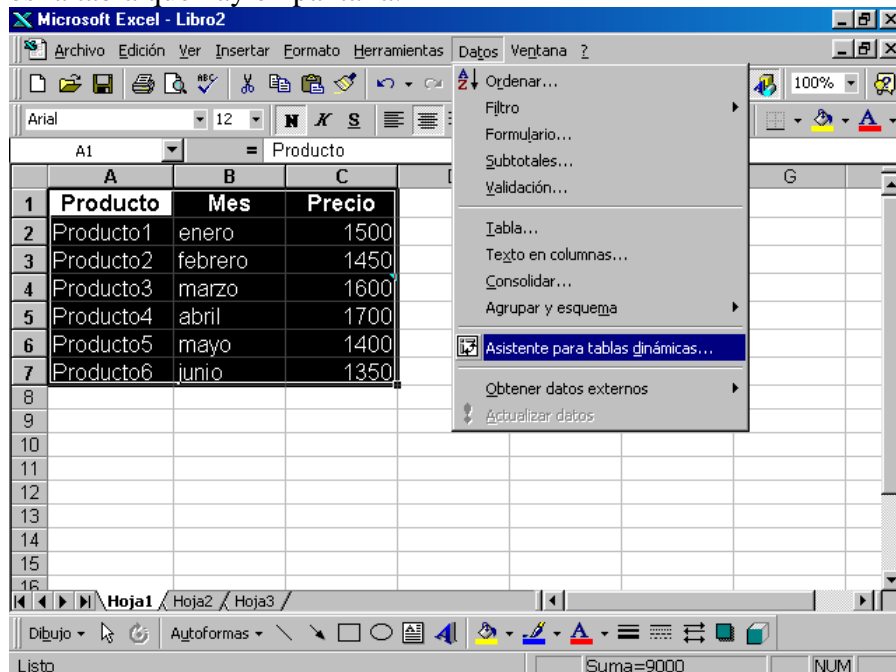 Microsoft Excel - Libro2
Archivo Edición Ver Insertar Formato Herramientas Datos Ventana ?
100%
Arial 12 N K S
A1 = Producto
A B C G
1 Producto Mes Precio
2 Producto1 enero 1500
3 Producto2 febrero 1450
4 Producto3 marzo 1600
5 Producto4 abril 1700
6 Producto5 mayo 1400
7 Producto6 junio 1350
8
9
10
11
12
13
14
15
16
Ordenar...
Filtro
Formulario...
Subtotales...
Validación...
Tabla...
Texto en columnas...
Consolidar...
Agrupar y esquema
Asistente para tablas dinámicas...
Obtener datos externos
Actualizar datos
Hoja1 Hoja2 Hoja3
Dibujo Autoformas
Listo Suma=9000 NUM